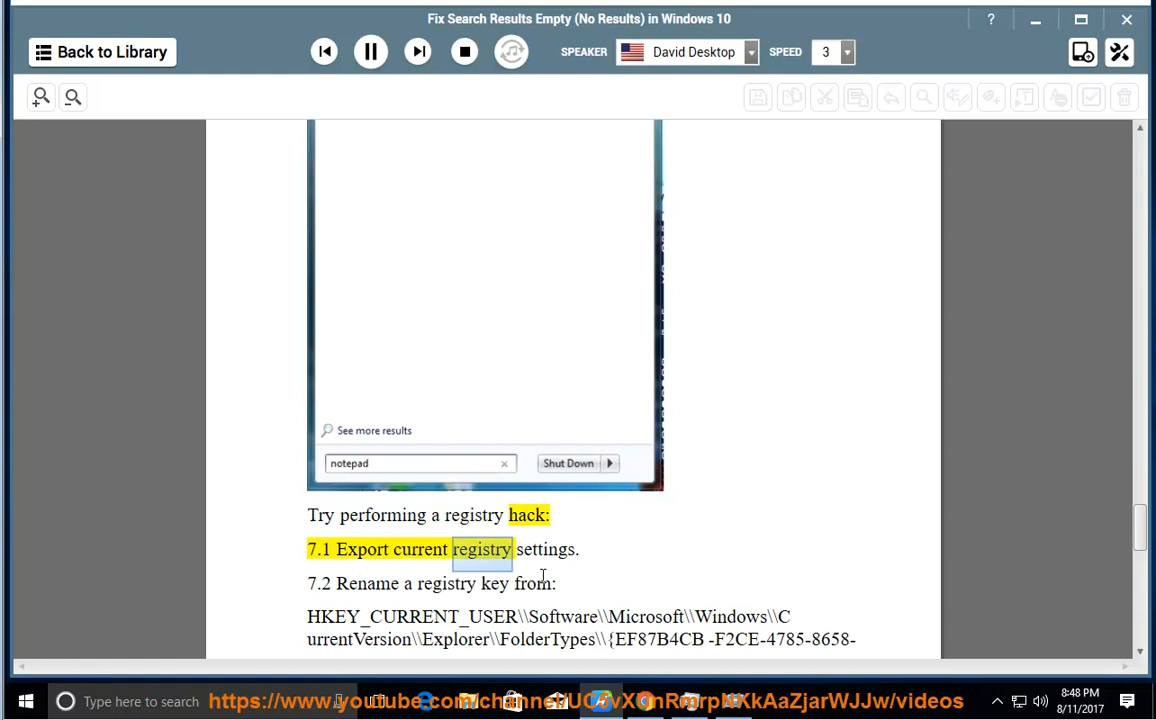 Fix Search Results Empty (No Results) in Windows 10
?
Back to Library
SPEAKER
David Desktop
SPEED
3
See more results
notepad
Shut Down
Try performing a registry hack:
7.1 Export current registry settings.
7.2 Rename a registry key from:
HKEY_CURRENT_USER\\Software\\Microsoft\\Windows\\C
urrentVersion\\Explorer\\FolderTypes\\{EF87B4CB -F2CE-4785-8658-
Type here to search
8:48 PM
8/11/2017